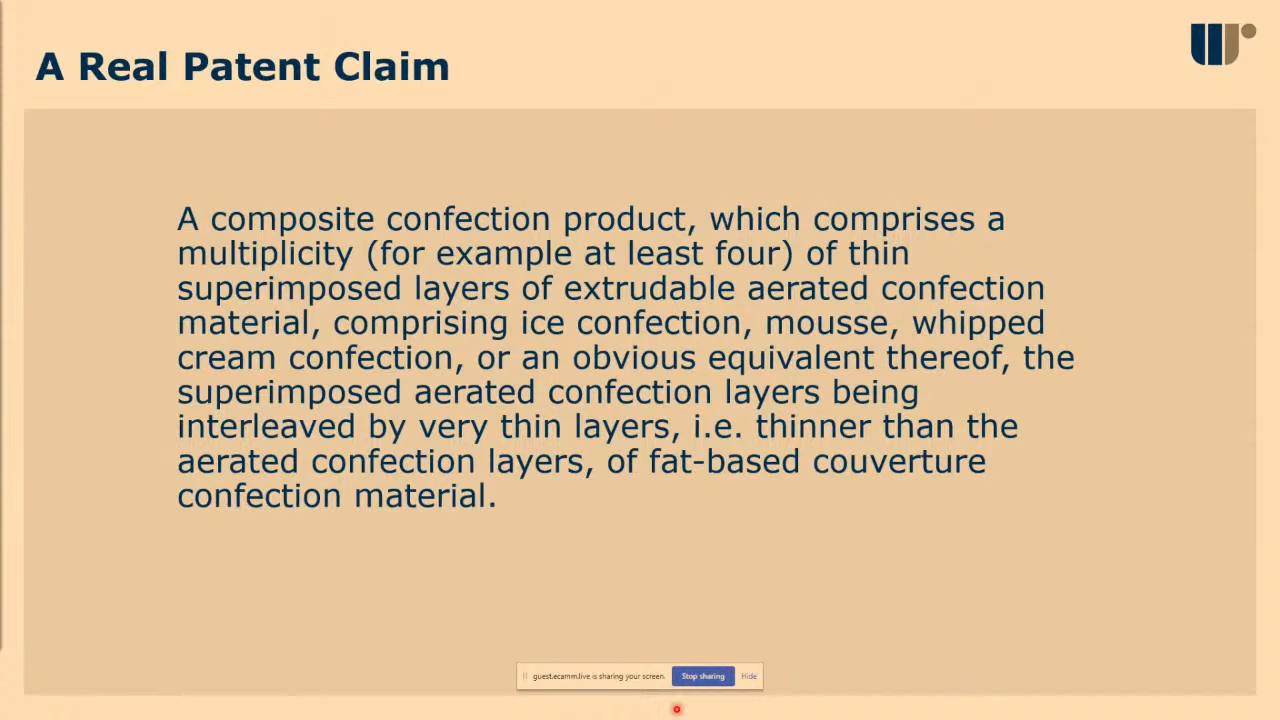 A Real Patent Claim
A composite confection product, which comprises a
multiplicity (for example at least four) of thin
superimposed layers of extrudable aerated confection
material, comprising ice confection, mousse, whipped
cream confection, or an obvious equivalent thereof, the
superimposed aerated confection layers being
interleaved by very thin layers, i.e. thinner than the
aerated confection layers, of fat-based couverture
confection material.
guest.ecamm.live is sharing your screen. Stop sharing Hide